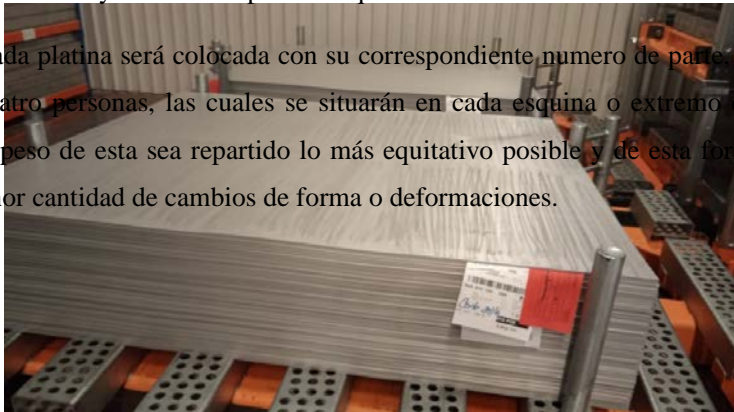 da platina será colocada con su correspondiente numero de parte,
atro personas, las cuales se situarán en cada esquina o extremo
peso de esta sea repartido lo más equitativo posible y de esta for
or cantidad de cambios de forma o deformaciones.